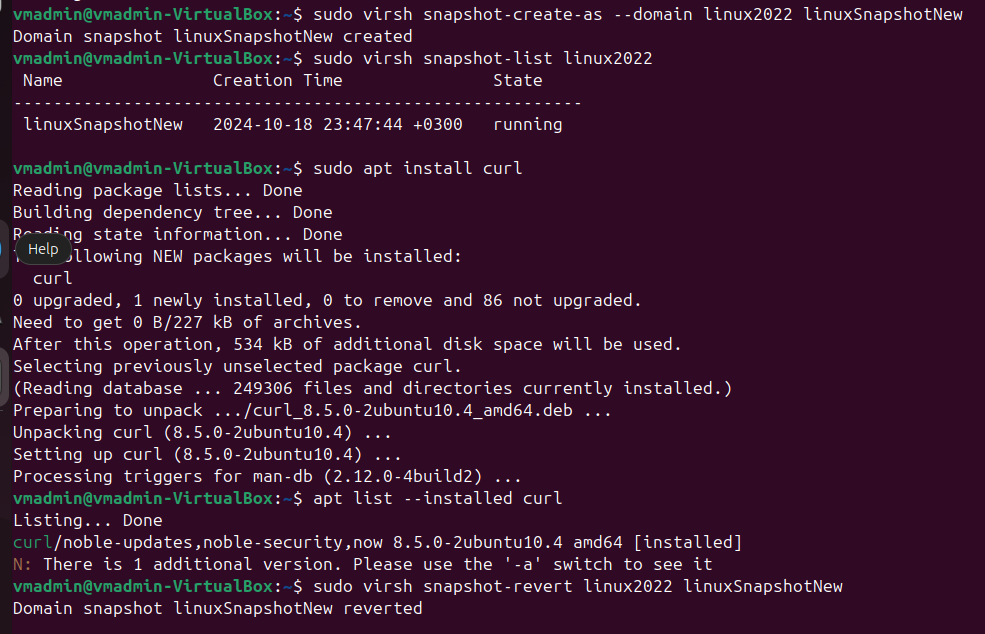 vmadmin@vmadmin-VirtualBox:~$ sudo virsh snapshot-create-as --domain linux2022 linuxSnapshotNew
Domain snapshot linuxSnapshotNew created
vmadmin@vmadmin-VirtualBox:~$ sudo virsh snapshot-list linux2022
 Name               Creation Time               State
---------------------------------------------------------
 linuxSnapshotNew   2024-10-18 23:47:44 +0300   running

vmadmin@vmadmin-VirtualBox:~$ sudo apt install curl
Reading package lists... Done
Building dependency tree... Done
Reading state information... Done
Help
following NEW packages will be installed:
  curl
0 upgraded, 1 newly installed, 0 to remove and 86 not upgraded.
Need to get 0 B/227 kB of archives.
After this operation, 534 kB of additional disk space will be used.
Selecting previously unselected package curl.
(Reading database ... 249306 files and directories currently installed.)
Preparing to unpack .../curl_8.5.0-2ubuntu10.4_amd64.deb ...
Unpacking curl (8.5.0-2ubuntu10.4) ...
Setting up curl (8.5.0-2ubuntu10.4) ...
Processing triggers for man-db (2.12.0-4build2) ...
vmadmin@vmadmin-VirtualBox:~$ apt list --installed curl
Listing... Done
curl/noble-updates,noble-security,now 8.5.0-2ubuntu10.4 amd64 [installed]
N: There is 1 additional version. Please use the '-a' switch to see it
vmadmin@vmadmin-VirtualBox:~$ sudo virsh snapshot-revert linux2022 linuxSnapshotNew
Domain snapshot linuxSnapshotNew reverted